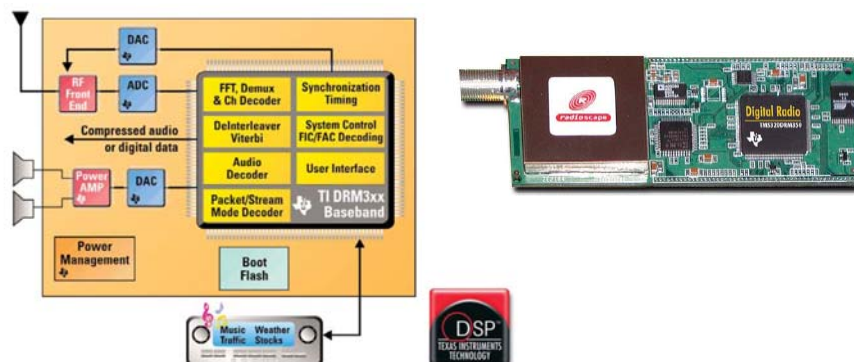 DAC
RF
Front
End
ADC
FFT, Demux
& Ch Decoder
Synchronization
Timing
DeInterleaver
Viterbi
System Control
FIC/FAC Decoding
Audio
Decoder
User Interface
Packet/Stream
Mode Decoder
TI DRM3xx
Baseband
Compressed audio
or digital data
Power
AMP
DAC
Power
Management
Boot
Flash
Music Weather
Traffic Stocks
radioscape
Digital Radio
TMS320DRM350
DSP™
TEXAS INSTRUMENTS
TECHNOLOGY